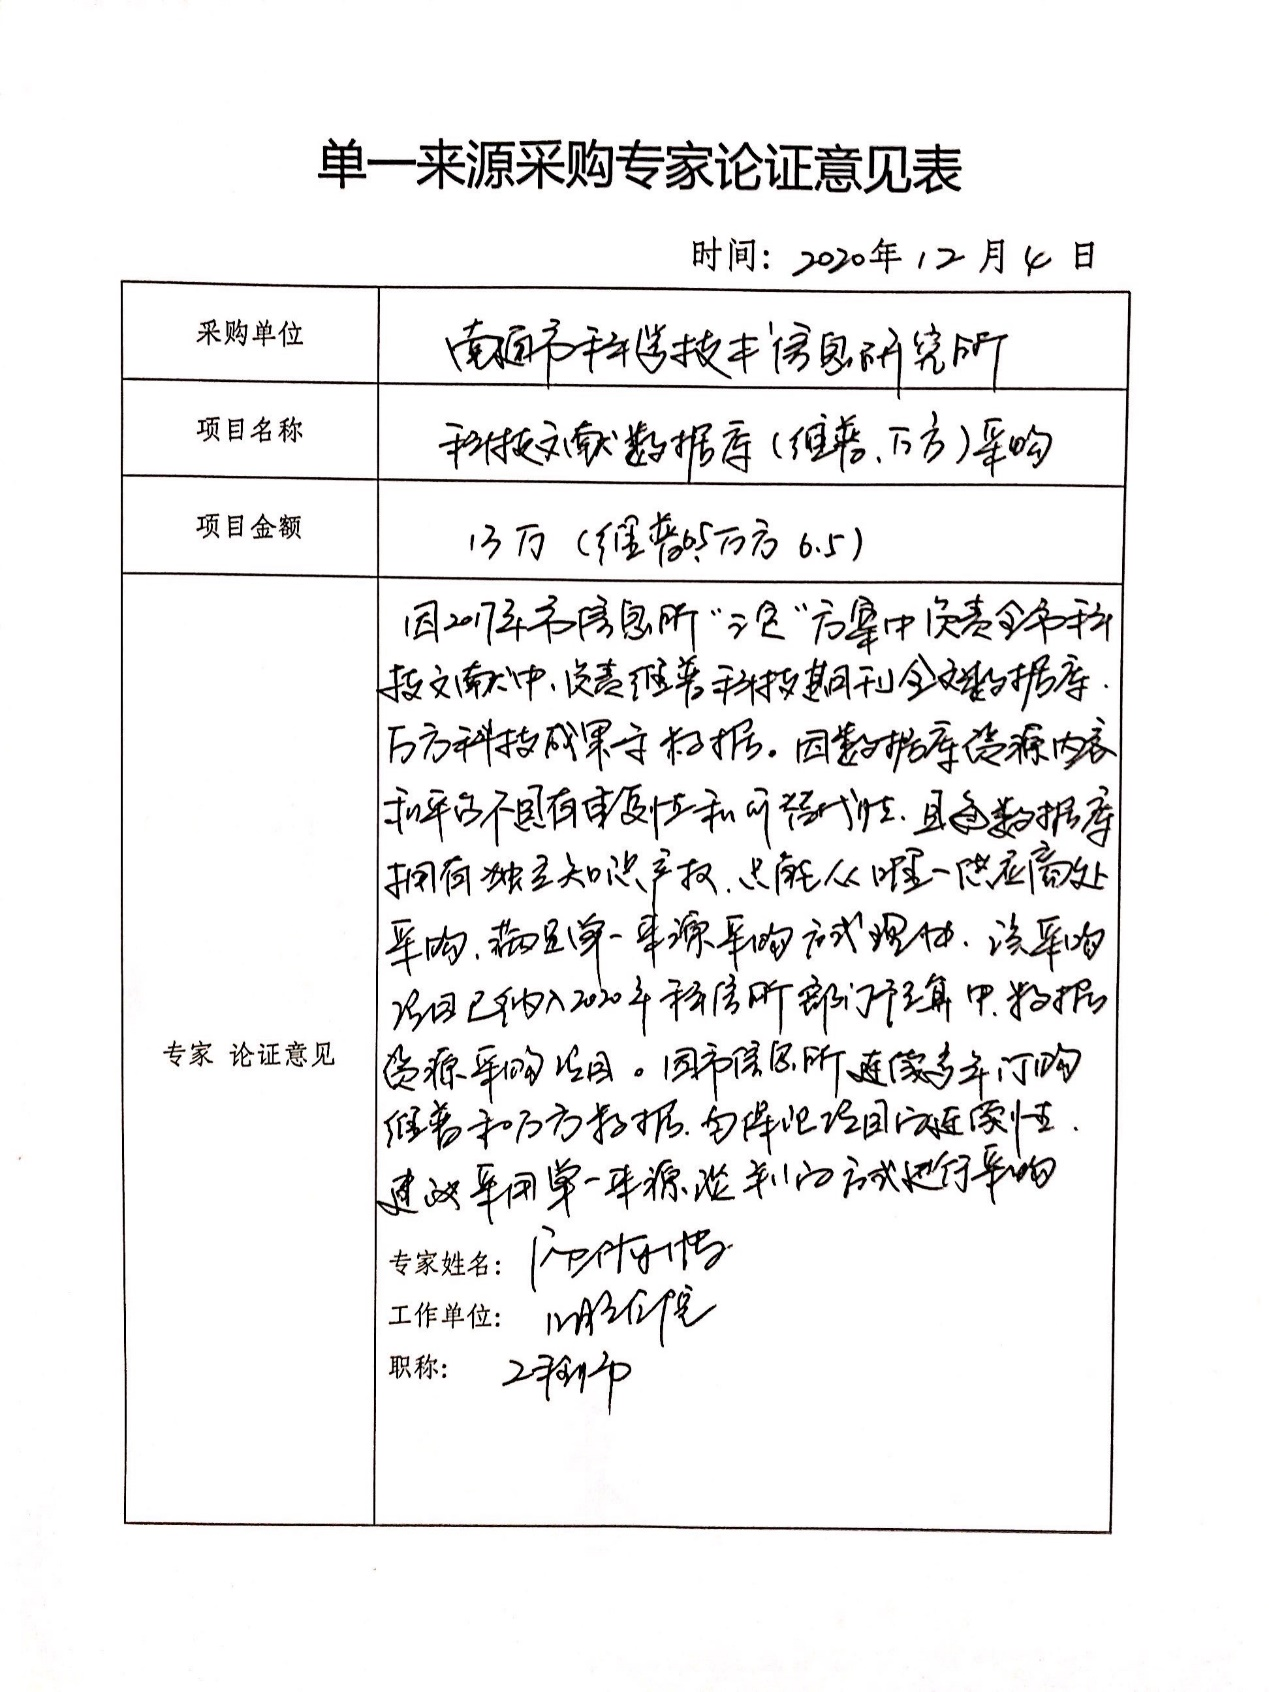 单一来源采购专家论证意见表
时间：2020年12月4日
采购单位
南通市科学技术信息研究所
项目名称
科技文献数据库（维普、万方）采购
项目金额
13万（维普6.5万方6.5）
专家 论证意见
因2017年市信息所“三定”方案中负责全市科
技文献中、负责维普科技期刊全文数据库、
万方科技成果等数据。因数据库资源内容
和平台不具有重复性和可替代性、且各数据库
拥有独立知识产权、只能从唯一供应商处
采购、满足单一来源采购方式理由、该采购
项目已纳入2020年科信所部门预算中、数据
资源采购项目。因市信息所连续多年订购
维普和万方数据、为保证项目的连续性、
建议采用单一来源谈判的方式进行采购
专家姓名：
工作单位：
职称： 工程师